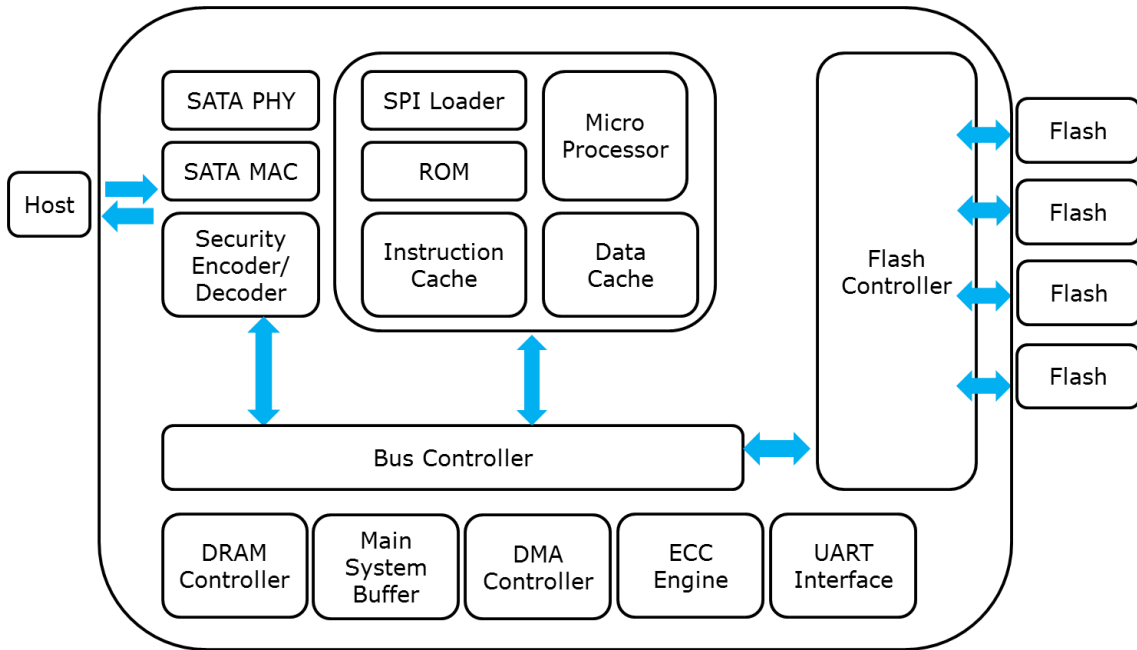 Host
SATA PHY
SATA MAC
Security
Encoder/
Decoder
SPI Loader
ROM
Instruction
Cache
Micro
Processor
Data
Cache
Flash
Controller
Flash
Flash
Flash
Flash
Bus Controller
DRAM
Controller
Main
System
Buffer
DMA
Controller
ECC
Engine
UART
Interface